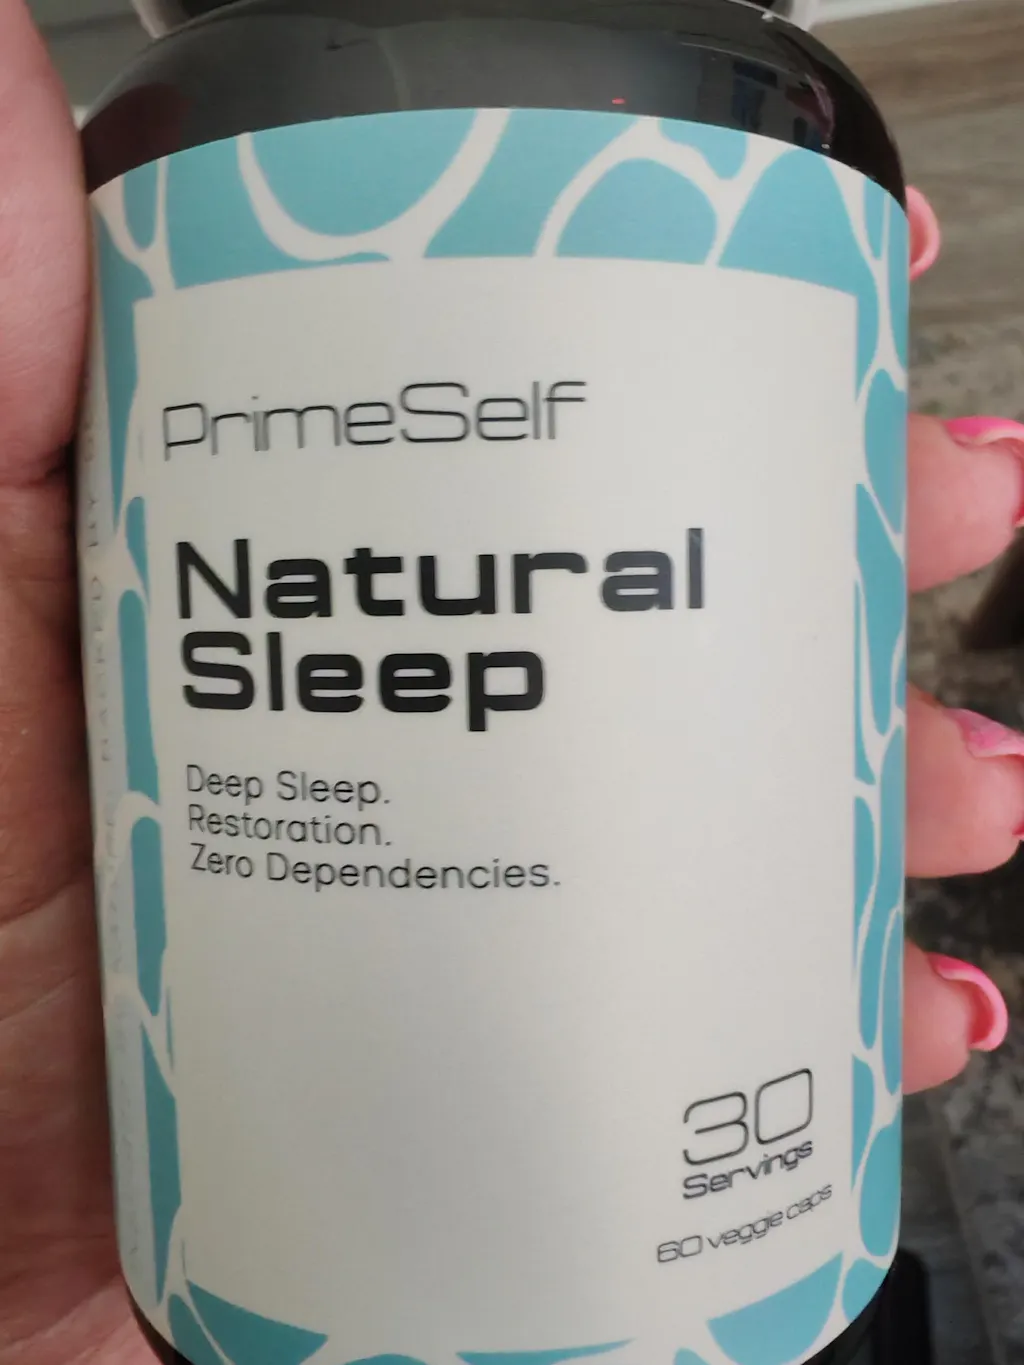 PrimeSelf
Natural
Sleep
Deep Sleep.
Restoration.
Zero Dependencies.
30
Servings
60 veggie caps